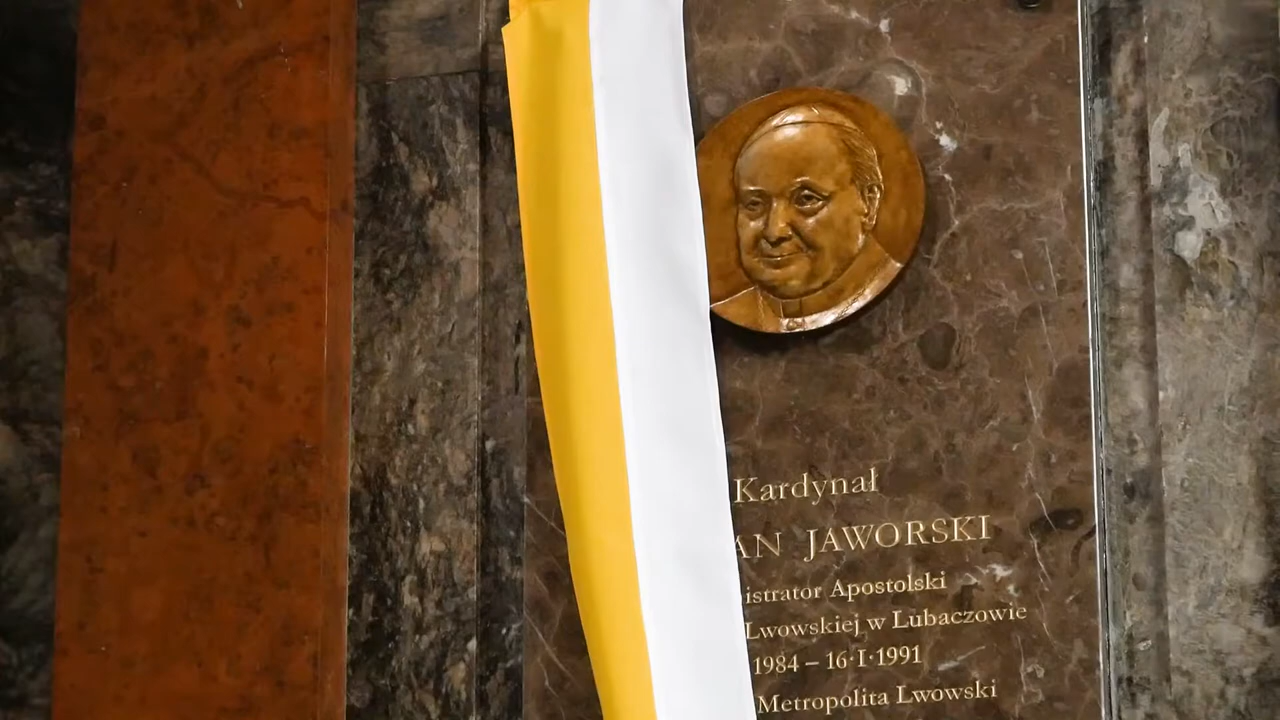 Kardynał
AN JAWORSKI
istrator Apostolski
Lwowskiej w Lubaczowie
1984 – 16·I·1991
Metropolita Lwowski